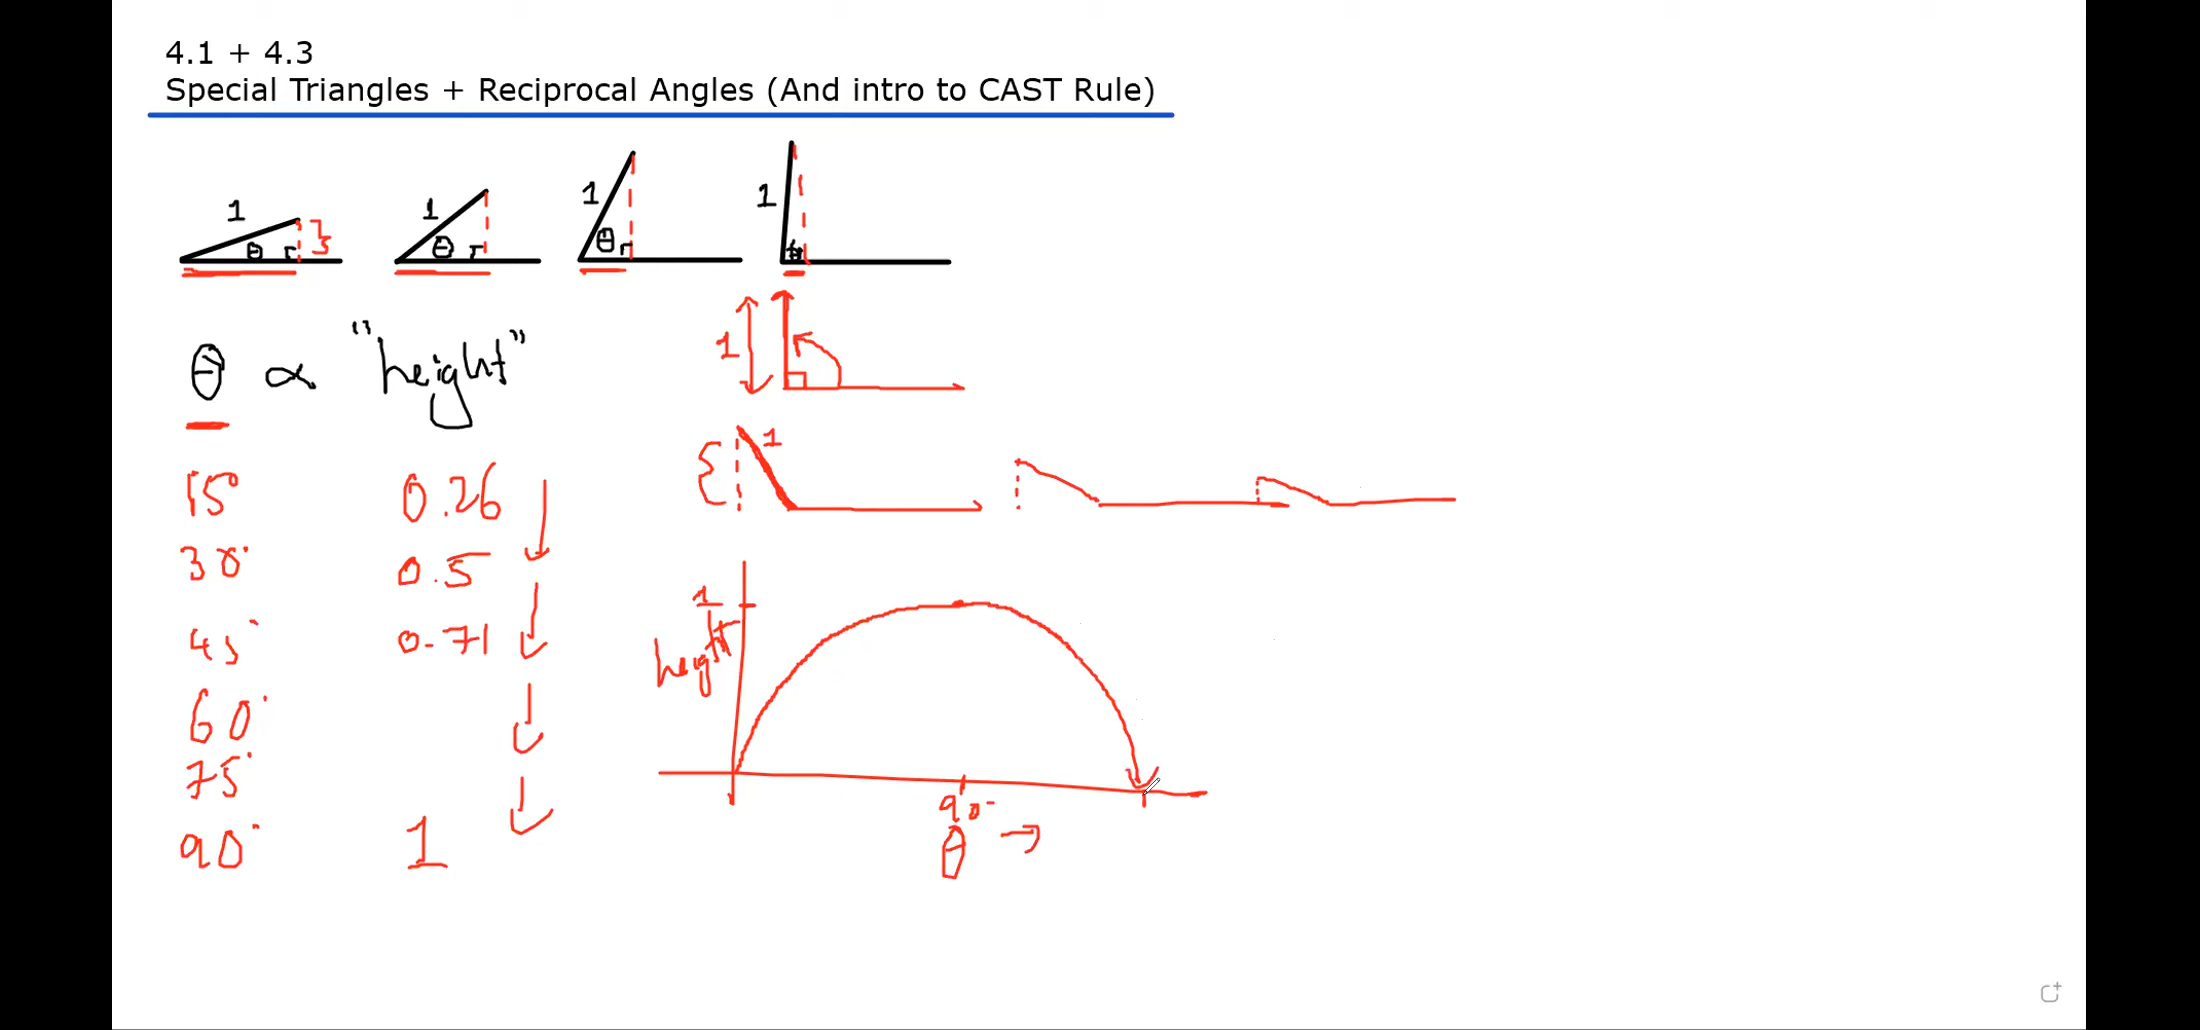 4.1 + 4.3
Special Triangles + Reciprocal Angles (And intro to CAST Rule)
1 θ
1 θ
1 θ
1
θ ∝ "height"
1
15° 0.26
30° 0.5
45° 0.71
60°
75°
90° 1
1
1
height
90°
θ →